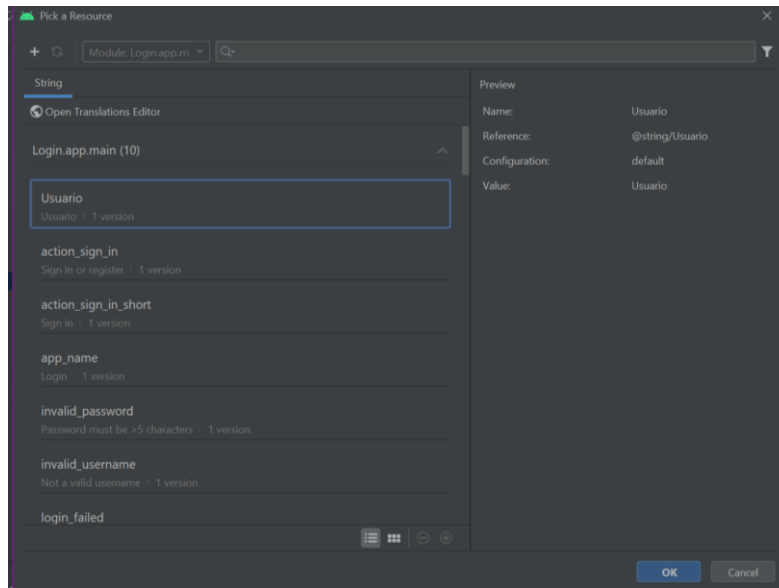 Pick a Resource
Module: Login.app.m
String
Open Translations Editor
Login.app.main (10)
Usuario
Usuario | 1 version
action_sign_in
Sign in or register | 1 version
action_sign_in_short
Sign in | 1 version
app_name
Login | 1 version
invalid_password
Password must be >5 characters | 1 version
invalid_username
Not a valid username | 1 version
login_failed
Preview
Name: Usuario
Reference: @string/Usuario
Configuration: default
Value: Usuario
OK Cancel